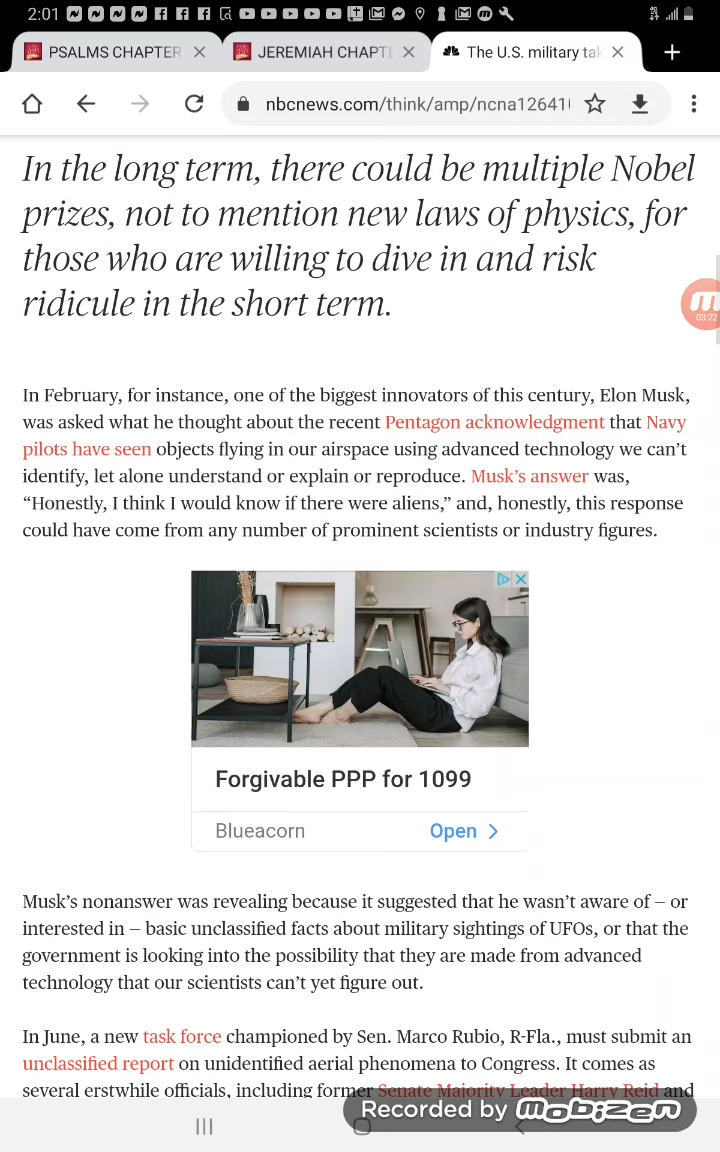 2:01
PSALMS CHAPTER
JEREMIAH CHAPT
The U.S. military tak
nbcnews.com/think/amp/ncna12641
In the long term, there could be multiple Nobel
prizes, not to mention new laws of physics, for
those who are willing to dive in and risk
ridicule in the short term.
03:22
In February, for instance, one of the biggest innovators of this century, Elon Musk,
was asked what he thought about the recent Pentagon acknowledgment that Navy
pilots have seen objects flying in our airspace using advanced technology we can’t
identify, let alone understand or explain or reproduce. Musk’s answer was,
“Honestly, I think I would know if there were aliens,” and, honestly, this response
could have come from any number of prominent scientists or industry figures.
Forgivable PPP for 1099
Blueacorn
Open
Musk’s nonanswer was revealing because it suggested that he wasn’t aware of — or
interested in — basic unclassified facts about military sightings of UFOs, or that the
government is looking into the possibility that they are made from advanced
technology that our scientists can’t yet figure out.
In June, a new task force championed by Sen. Marco Rubio, R-Fla., must submit an
unclassified report on unidentified aerial phenomena to Congress. It comes as
several erstwhile officials, including former Senate Majority Leader Harry Reid and
Recorded by mobizen